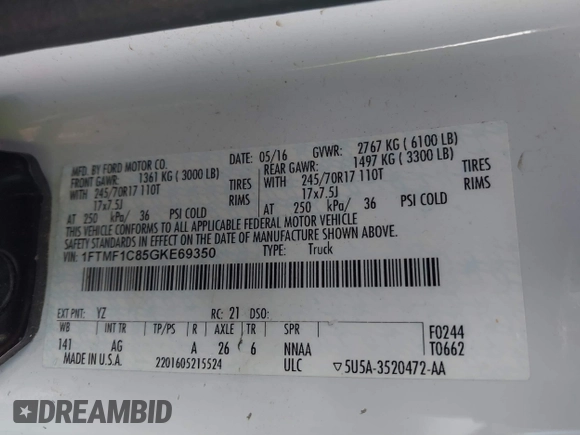 MFD. BY FORD MOTOR CO.
DATE: 05/16 GVWR: 2767 KG ( 6100 LB)
FRONT GAWR: 1361 KG ( 3000 LB) REAR GAWR: 1497 KG ( 3300 LB)
WITH 245/70R17 110T TIRES WITH 245/70R17 110T TIRES
17x7.5J RIMS 17x7.5J RIMS
AT 250 kPa/ 36 PSI COLD AT 250 kPa/ 36 PSI COLD
THIS VEHICLE CONFORMS TO ALL APPLICABLE FEDERAL MOTOR VEHICLE
SAFETY STANDARDS IN EFFECT ON THE DATE OF MANUFACTURE SHOWN ABOVE.
VIN: 1FTMF1C85GKE69350 TYPE: Truck
EXT PNT: YZ RC: 21 DSO:
WB INT TR TP/PS R AXLE TR SPR
141 AG A 26 6 NNAA
F0244
T0662
MADE IN U.S.A. 2201605215524 ULC ▽5U5A-3520472-AA
DREAMBID